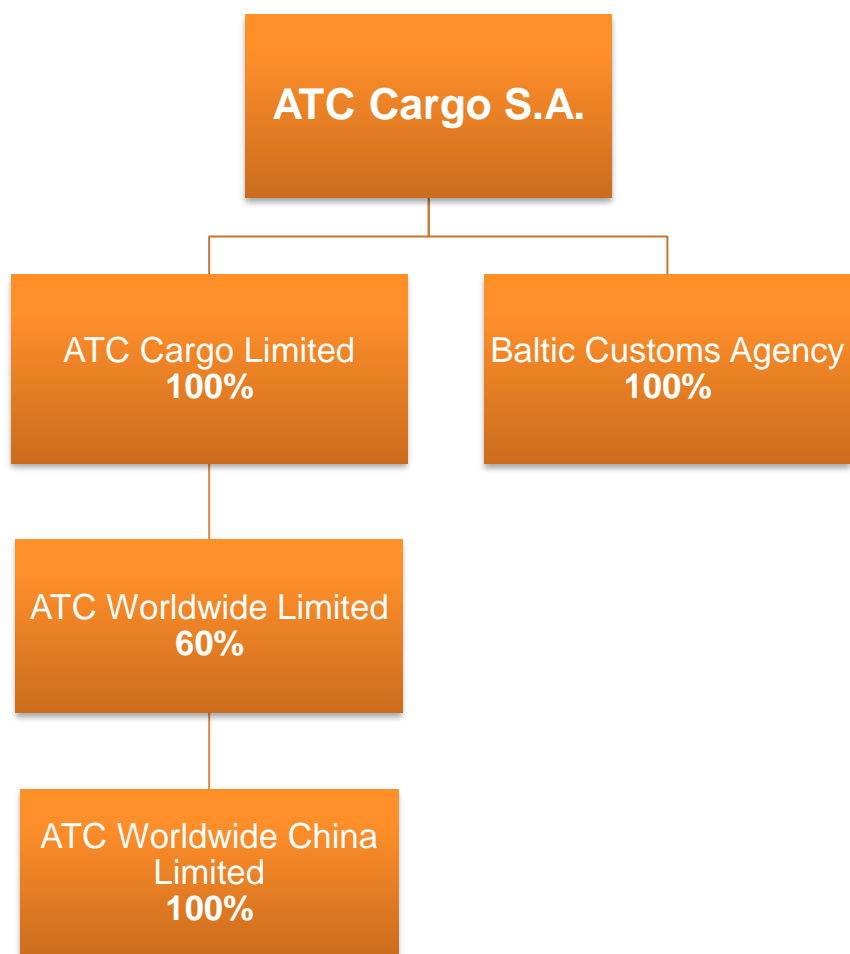 ATC Cargo S.A.
ATC Cargo Limited
100%
Baltic Customs Agency
100%
ATC Worldwide Limited
60%
ATC Worldwide China
Limited
100%